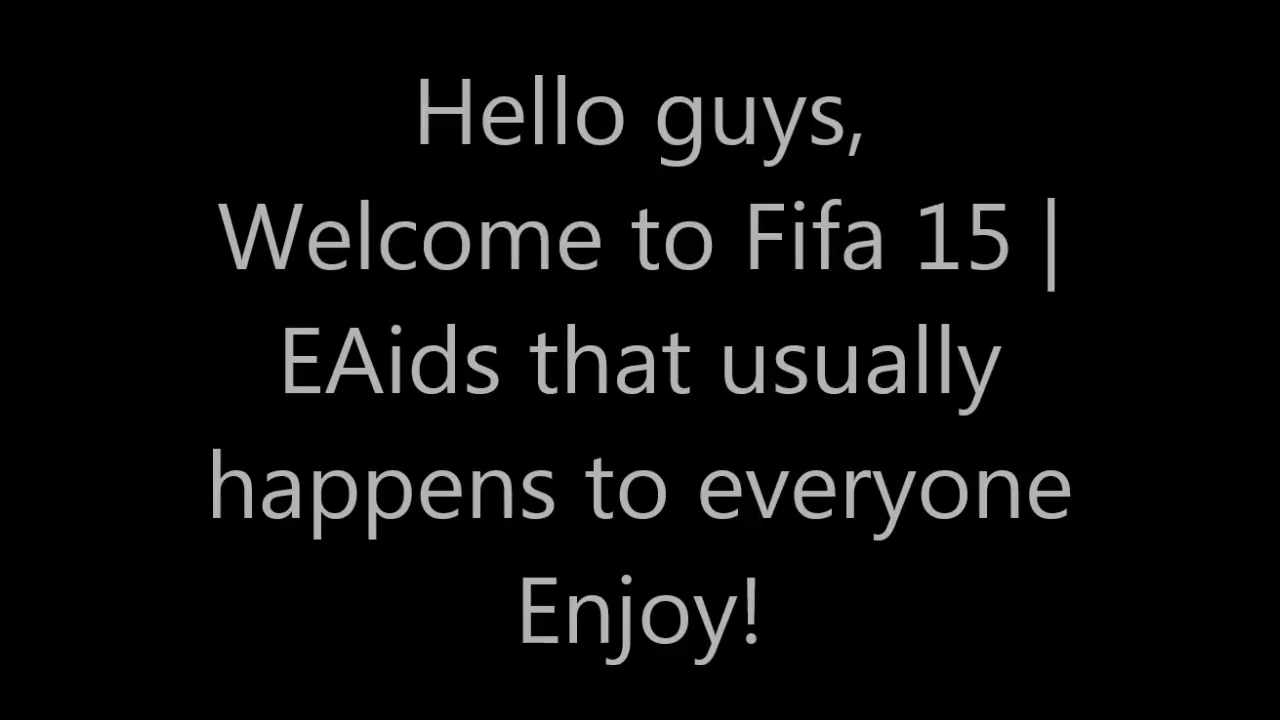 Hello guys,
Welcome to Fifa 15 |
EAids that usually
happens to everyone
Enjoy!